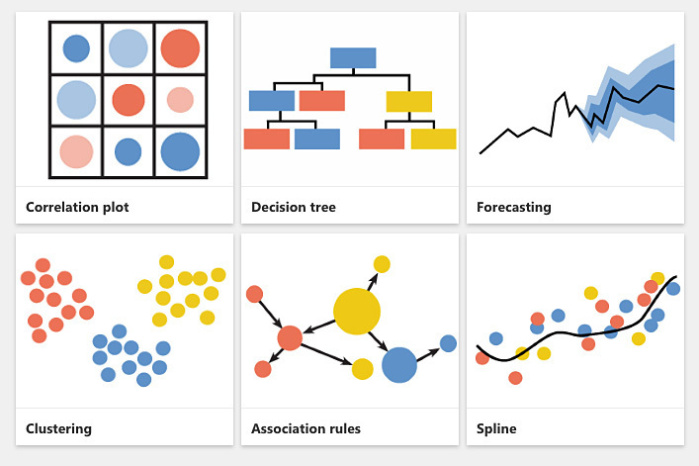 Correlation plot
Decision tree
Forecasting
Clustering
Association rules
Spline